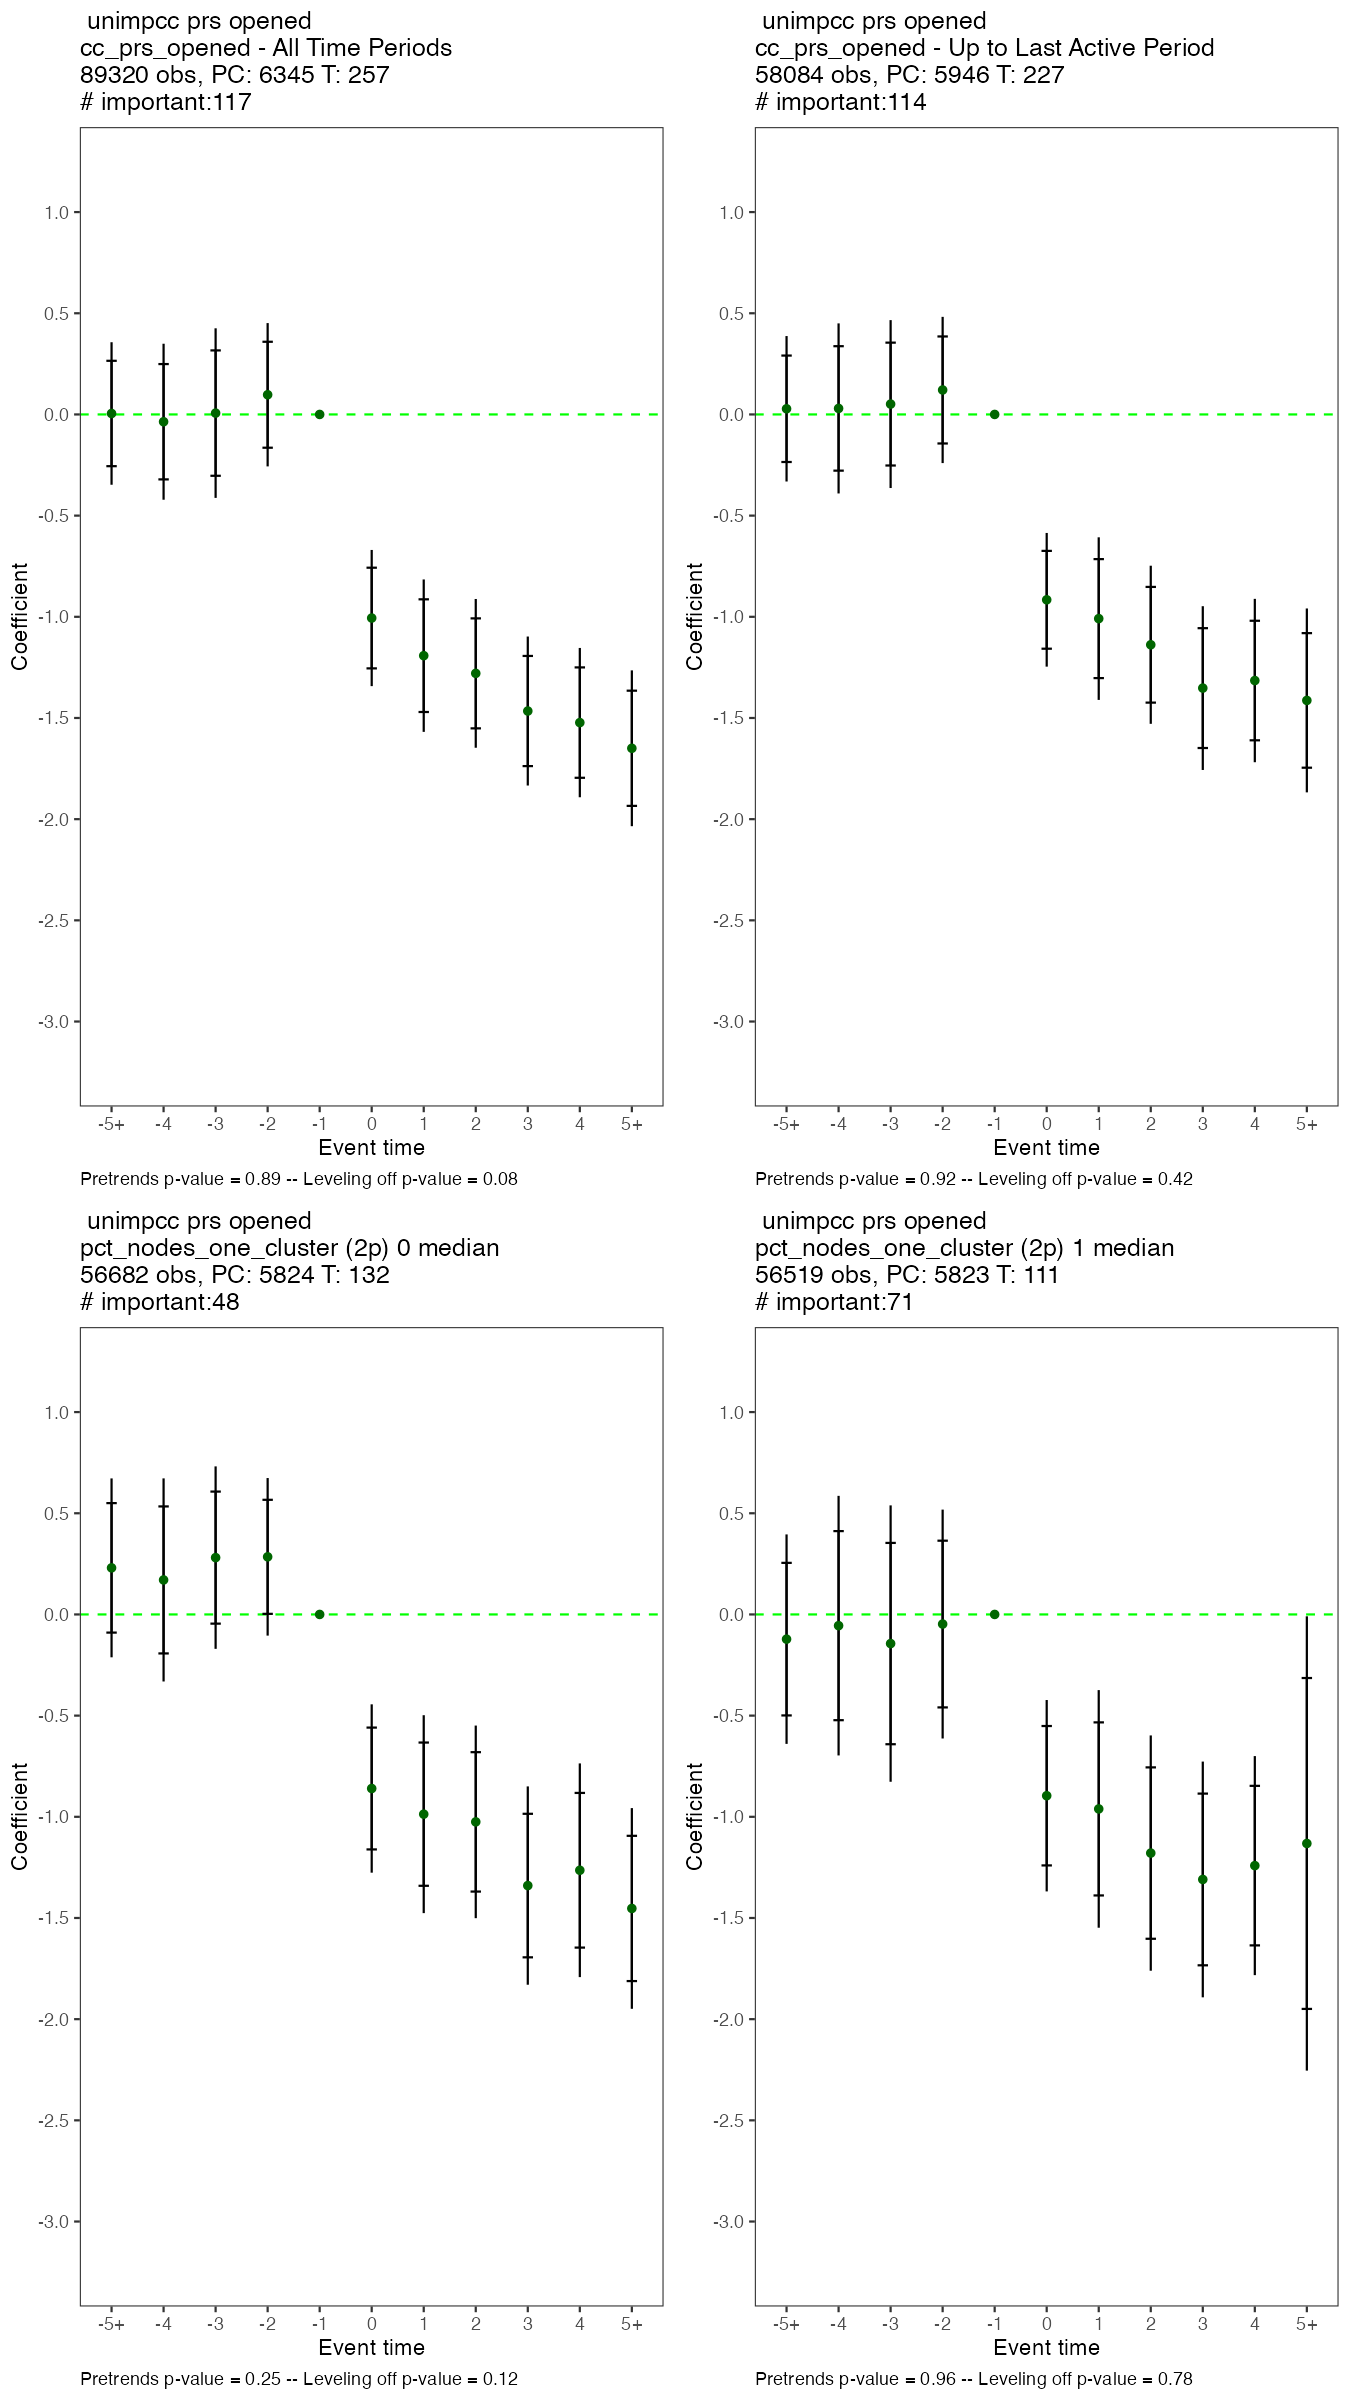 unimpcc prs opened
cc_prs_opened - All Time Periods
89320 obs, PC: 6345 T: 257
# important:117
1.0
0.5
0.0
-0.5
-1.0
-1.5
-2.0
-2.5
-3.0
Coefficient
-5+ -4 -3 -2 -1 0 1 2 3 4 5+
Event time
Pretrends p-value = 0.89 -- Leveling off p-value = 0.08
unimpcc prs opened
cc_prs_opened - Up to Last Active Period
58084 obs, PC: 5946 T: 227
# important:114
1.0
0.5
0.0
-0.5
-1.0
-1.5
-2.0
-2.5
-3.0
Coefficient
-5+ -4 -3 -2 -1 0 1 2 3 4 5+
Event time
Pretrends p-value = 0.92 -- Leveling off p-value = 0.42
unimpcc prs opened
pct_nodes_one_cluster (2p) 0 median
56682 obs, PC: 5824 T: 132
# important:48
1.0
0.5
0.0
-0.5
-1.0
-1.5
-2.0
-2.5
-3.0
Coefficient
-5+ -4 -3 -2 -1 0 1 2 3 4 5+
Event time
Pretrends p-value = 0.25 -- Leveling off p-value = 0.12
unimpcc prs opened
pct_nodes_one_cluster (2p) 1 median
56519 obs, PC: 5823 T: 111
# important:71
1.0
0.5
0.0
-0.5
-1.0
-1.5
-2.0
-2.5
-3.0
Coefficient
-5+ -4 -3 -2 -1 0 1 2 3 4 5+
Event time
Pretrends p-value = 0.96 -- Leveling off p-value = 0.78